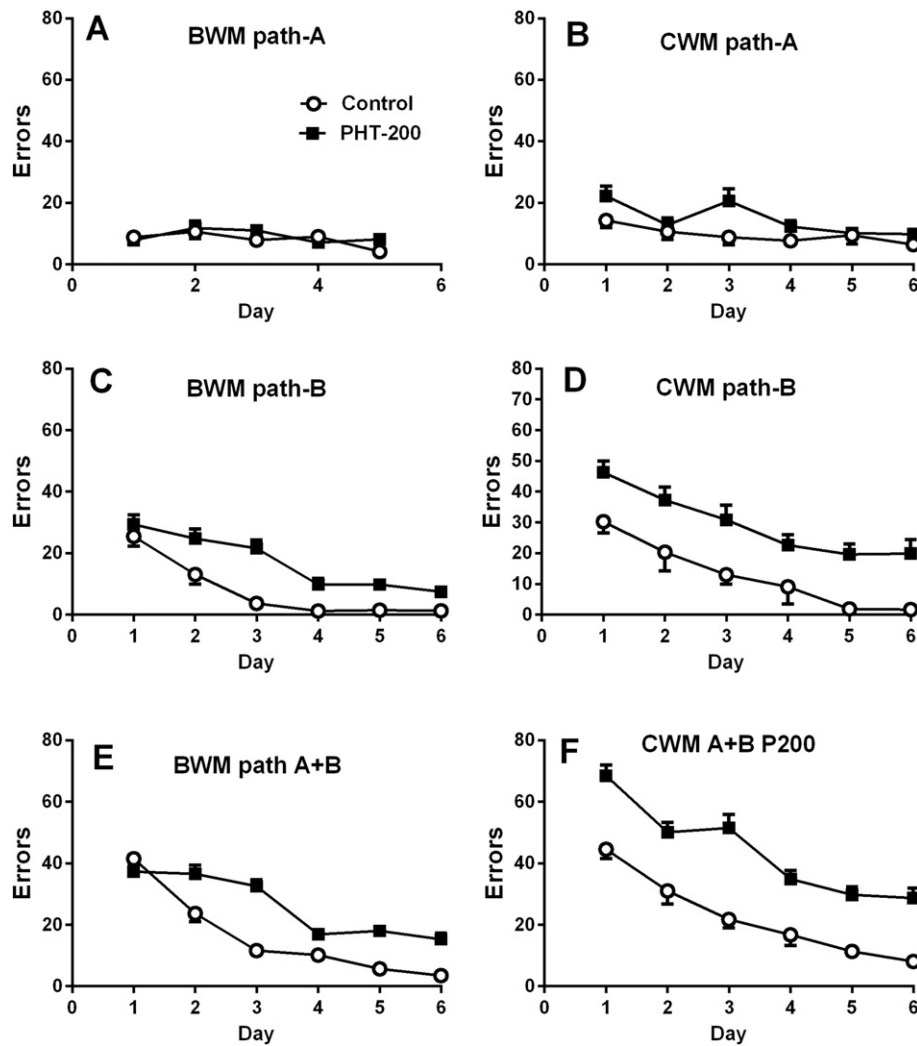 A
BWM path-A
80
60
40
20
0
Errors
Control
PHT-200
0 2 4 6
Day
B
CWM path-A
80
60
40
20
0
Errors
0 1 2 3 4 5 6
Day
C
BWM path-B
80
60
40
20
0
Errors
0 1 2 3 4 5 6
Day
D
CWM path-B
80
70
60
50
40
30
20
10
0
Errors
0 1 2 3 4 5 6
Day
E
BWM path A+B
80
60
40
20
0
Errors
0 1 2 3 4 5 6
Day
F
CWM A+B P200
80
60
40
20
0
Errors
0 1 2 3 4 5 6
Day